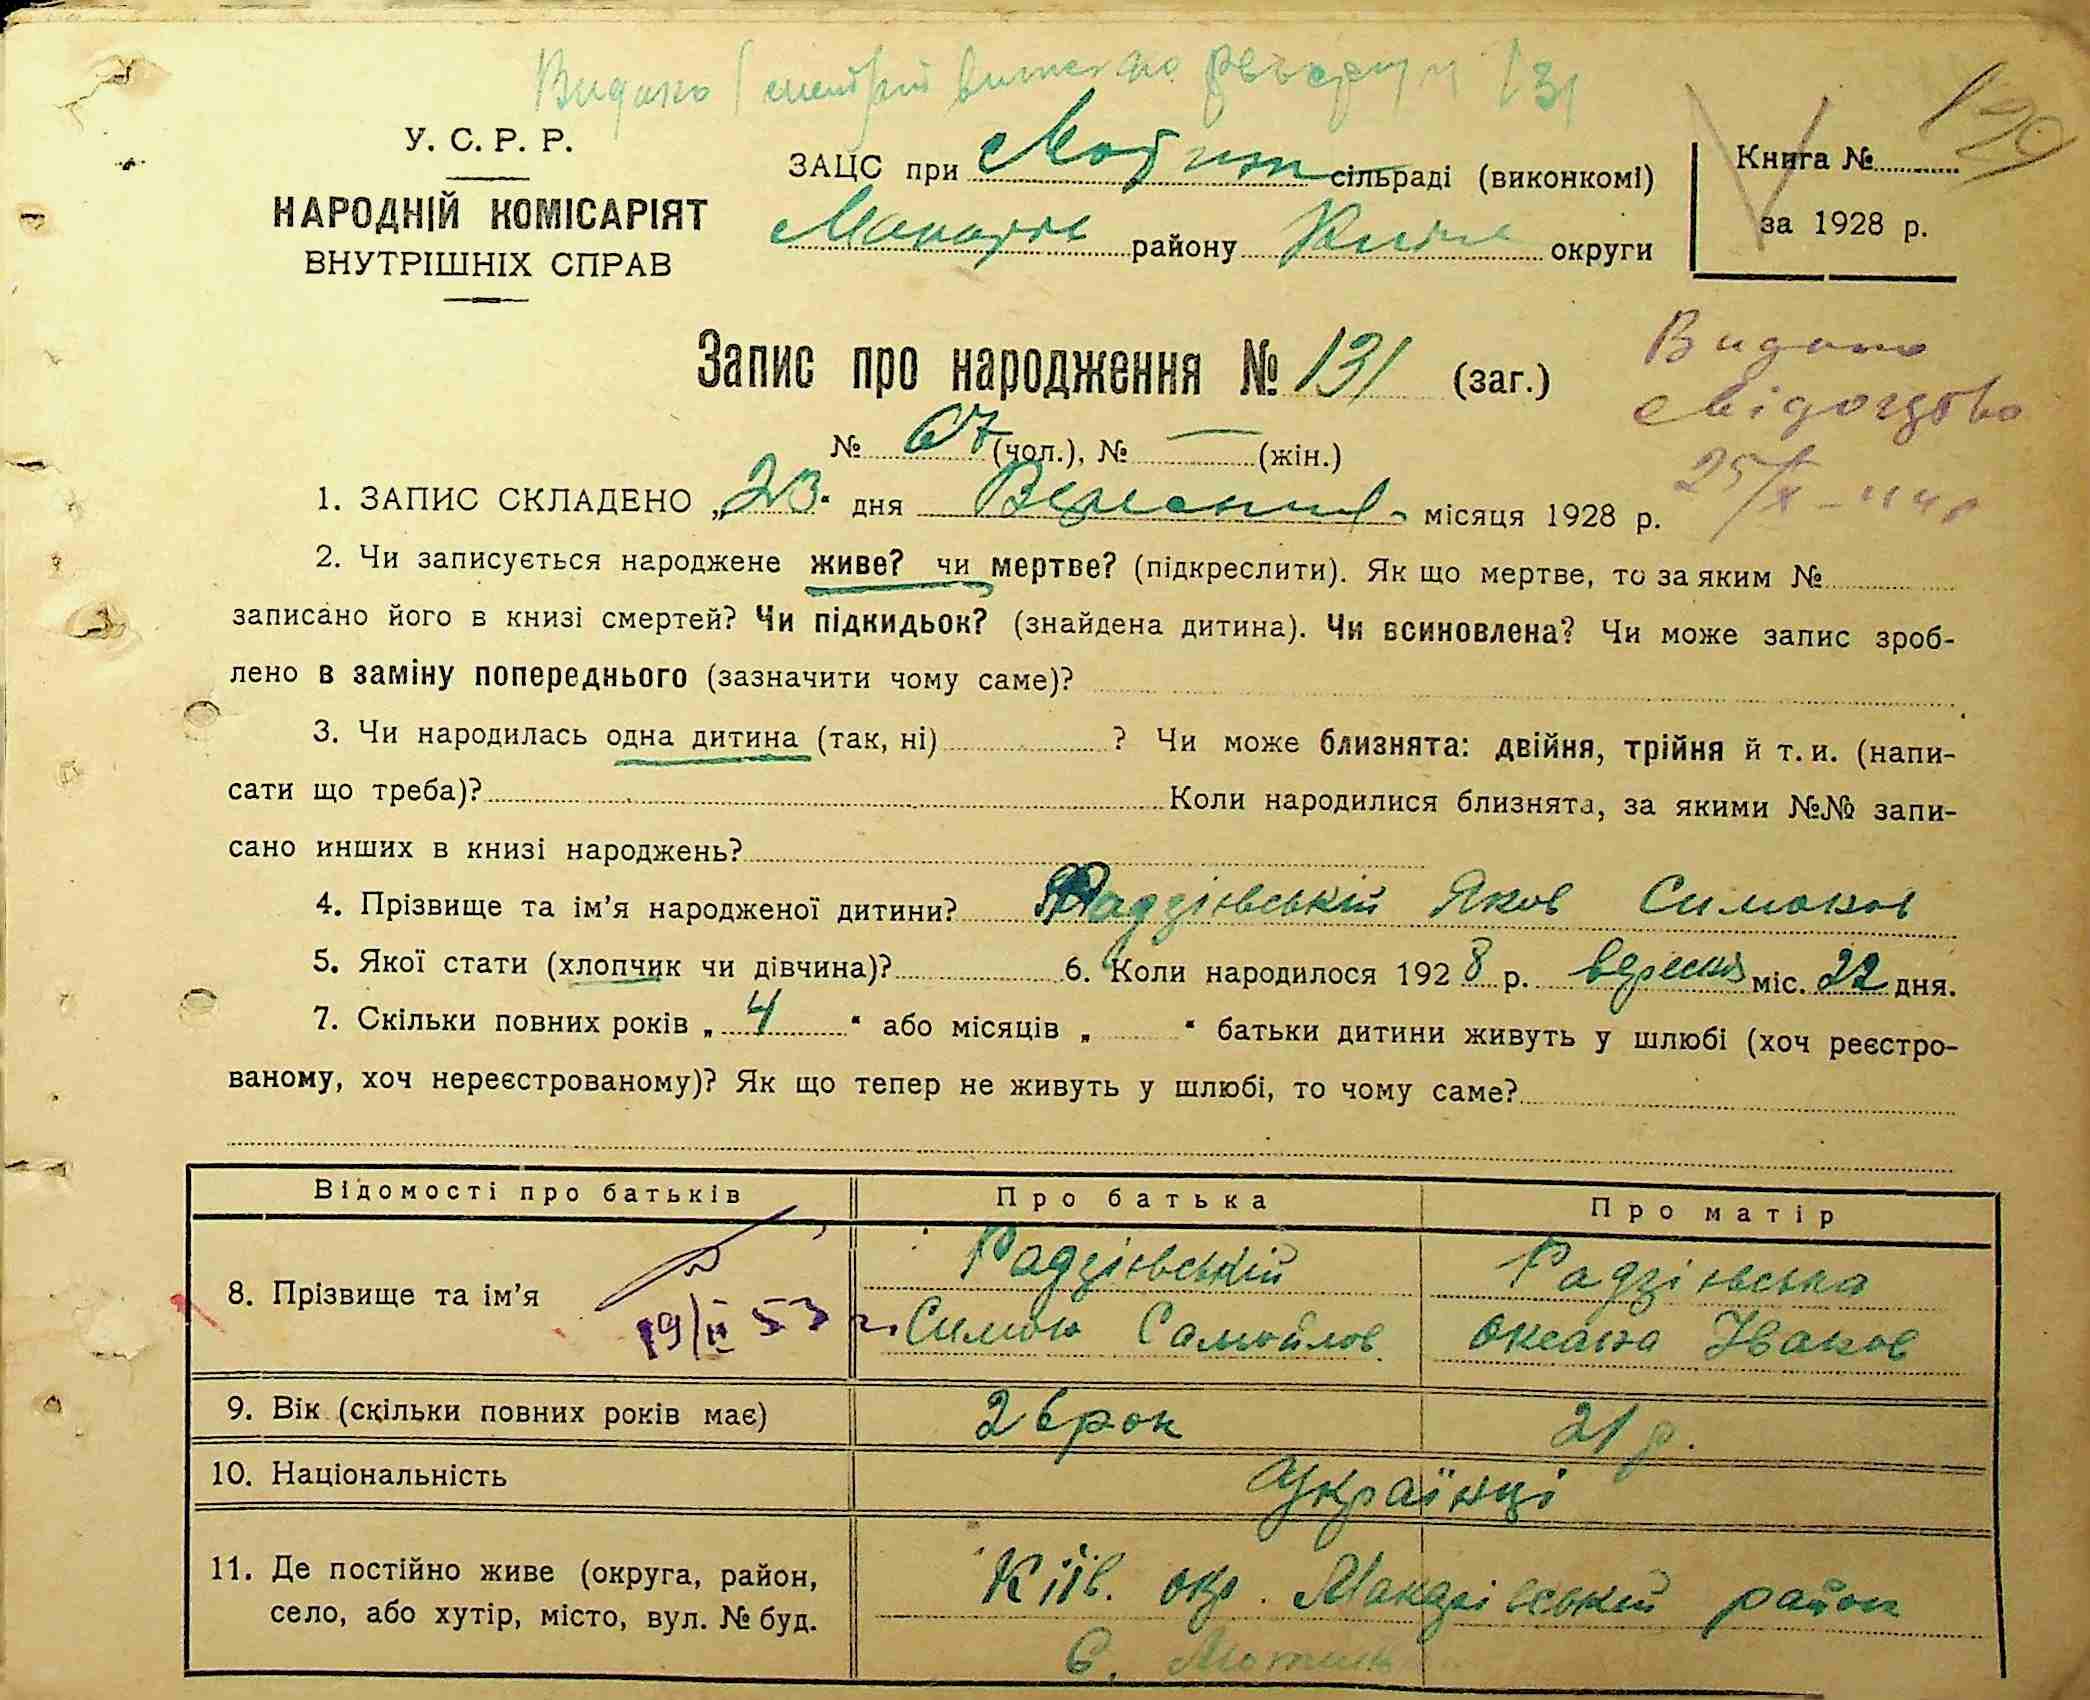 Видано
131
190
У. С. Р. Р.
НАРОДНІЙ КОМІСАРІЯТ
ВНУТРІШНІХ СПРАВ
ЗАЦС при сільраді (виконкомі)
району Київ округи
Книга №
за 1928 р.
Видано
свідоцтво
25/X - 44 р
Запис про народження № 131 (заг.)
№ 67 (чол.), № — (жін.)
1. ЗАПИС СКЛАДЕНО „23“ дня Вересня місяця 1928 р.
2. Чи записується народжене живе? чи мертве? (підкреслити). Як що мертве, то за яким №
записано його в книзі смертей? Чи підкидьок? (знайдена дитина). Чи всиновлена? Чи може запис зроб-
лено в заміну попереднього (зазначити чому саме)?
3. Чи народилась одна дитина (так, ні) ? Чи може близнята: двійня, трійня й т. и. (напи-
сати що треба)? Коли народилися близнята, за якими №№ запи-
сано инших в книзі народжень?
4. Прізвище та ім’я народженої дитини? Радзіювській Яков Симонов
5. Якої стати (хлопчик чи дівчина)? 6. Коли народилося 1928 р. вересня міс. 22 дня.
7. Скільки повних років „ 4 “ або місяців „ “ батьки дитини живуть у шлюбі (хоч реєстро-
ваному, хоч нереєстрованому)? Як що тепер не живуть у шлюбі, то чому саме?
Відомості про батьків Про батька Про матір
8. Прізвище та ім’я
19/II 53 г.
Радзіювській
Симон Самойлов
Радзіювська
Оксана Іванов
9. Вік (скільки повних років має) 26 рок 21 р.
10. Національність Українці
11. Де постійно живе (округа, район,
село, або хутір, місто, вул. № буд.
Київ. окр. Макарівський район
С. Мотижин